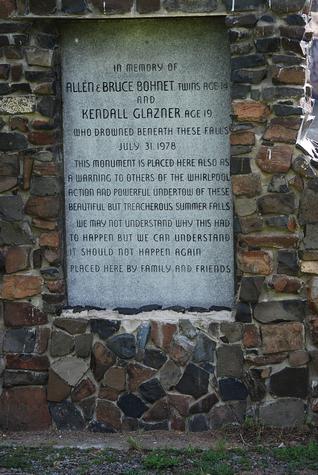 IN MEMORY OF
ALLEN & BRUCE BOHNET TWINS AGE 14
AND
KENDALL GLAZNER AGE 19
WHO DROWNED BENEATH THESE FALLS
JULY 31, 1978
THIS MONUMENT IS PLACED HERE ALSO AS
A WARNING TO OTHERS OF THE WHIRLPOOL
ACTION AND POWERFUL UNDERTOW OF THESE
BEAUTIFUL BUT TREACHEROUS SUMMER FALLS
WE MAY NOT UNDERSTAND WHY THIS HAD
TO HAPPEN BUT WE CAN UNDERSTAND
IT SHOULD NOT HAPPEN AGAIN
PLACED HERE BY FAMILY AND FRIENDS